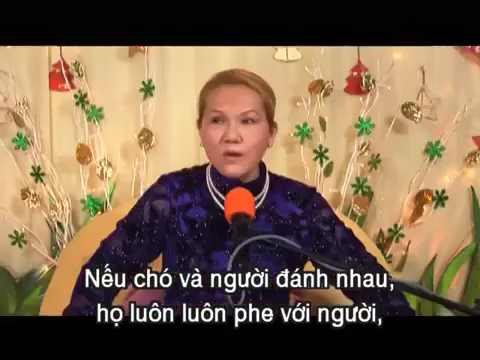 Nếu chó và người đánh nhau,
họ luôn luôn phe với người,